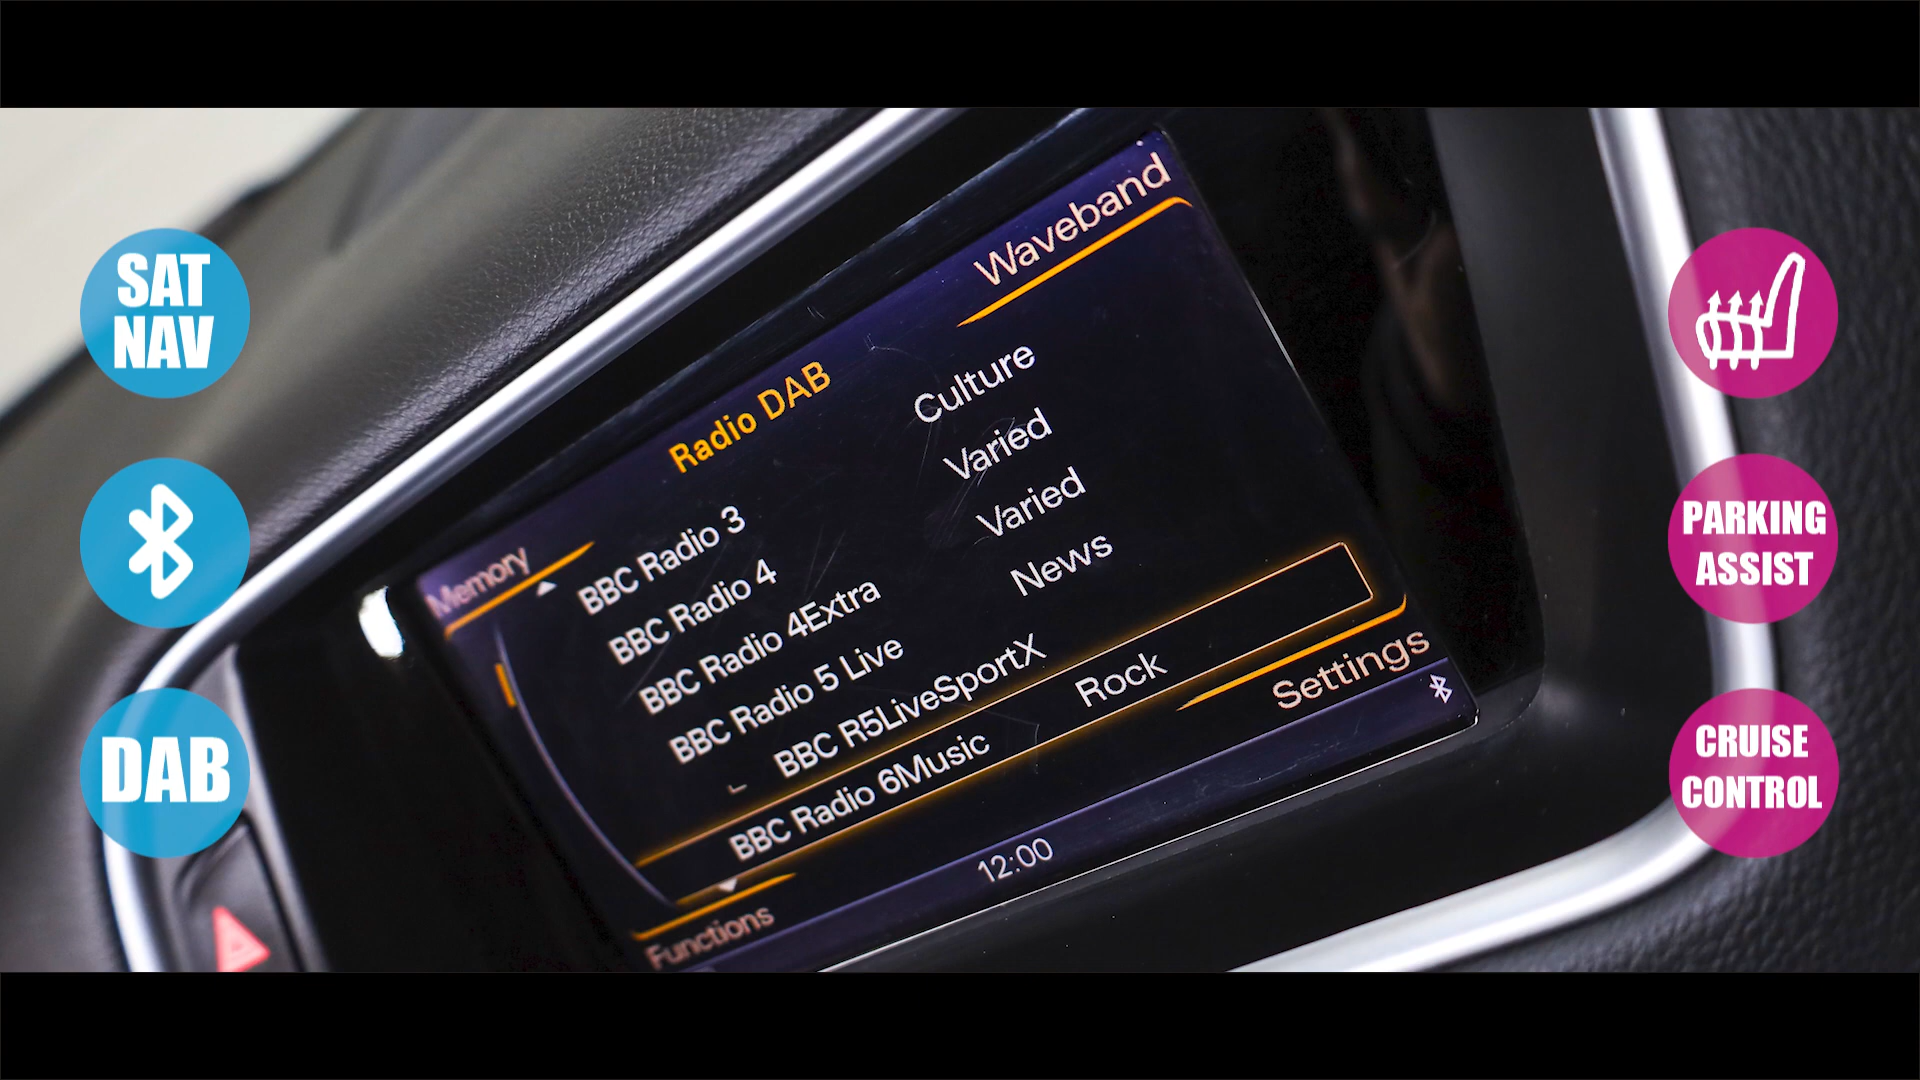 SAT
NAV
DAB
Waveband
Radio DAB
Memory
BBC Radio 3 Culture
BBC Radio 4 Varied
BBC Radio 4Extra Varied
BBC Radio 5 Live News
BBC R5LiveSportX
BBC Radio 6Music Rock
Settings
Functions
12:00
PARKING
ASSIST
CRUISE
CONTROL